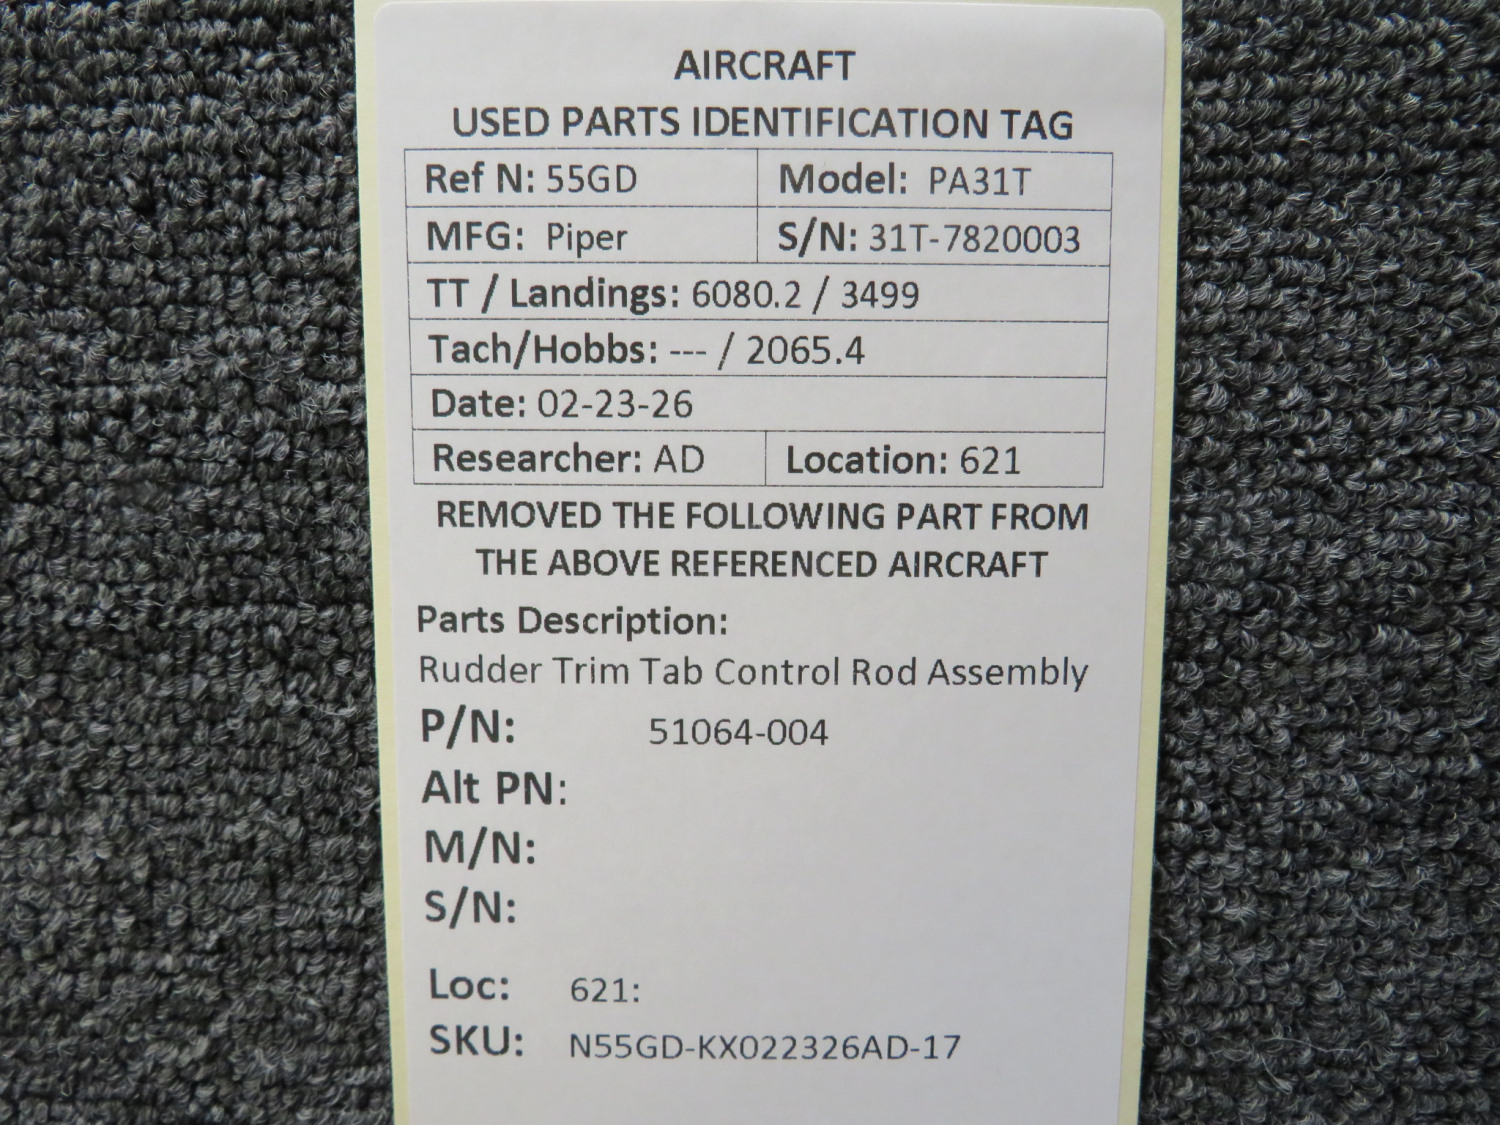 AIRCRAFT
USED PARTS IDENTIFICATION TAG
Ref N: 55GD Model: PA31T
MFG: Piper S/N: 31T-7820003
TT / Landings: 6080.2 / 3499
Tach/Hobbs: --- / 2065.4
Date: 02-23-26
Researcher: AD Location: 621
REMOVED THE FOLLOWING PART FROM
THE ABOVE REFERENCED AIRCRAFT
Parts Description:
Rudder Trim Tab Control Rod Assembly
P/N: 51064-004
Alt PN:
M/N:
S/N:
Loc: 621:
SKU: N55GD-KX022326AD-17